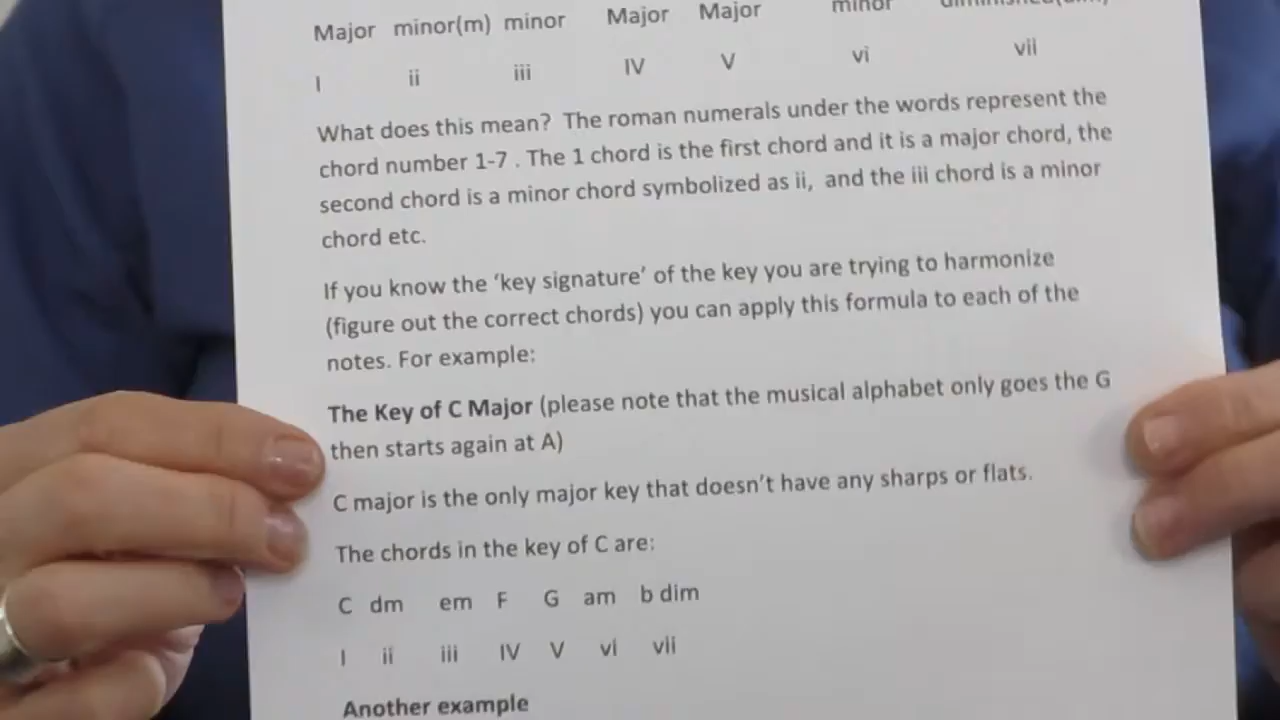 Major minor(m) minor Major Major minor diminished(dim)
I ii iii IV V vi vii
What does this mean? The roman numerals under the words represent the
chord number 1-7 . The 1 chord is the first chord and it is a major chord, the
second chord is a minor chord symbolized as ii, and the iii chord is a minor
chord etc.
If you know the ‘key signature’ of the key you are trying to harmonize
(figure out the correct chords) you can apply this formula to each of the
notes. For example:
The Key of C Major (please note that the musical alphabet only goes the G
then starts again at A)
C major is the only major key that doesn’t have any sharps or flats.
The chords in the key of C are:
C dm em F G am b dim
I ii iii IV V vi vii
Another example